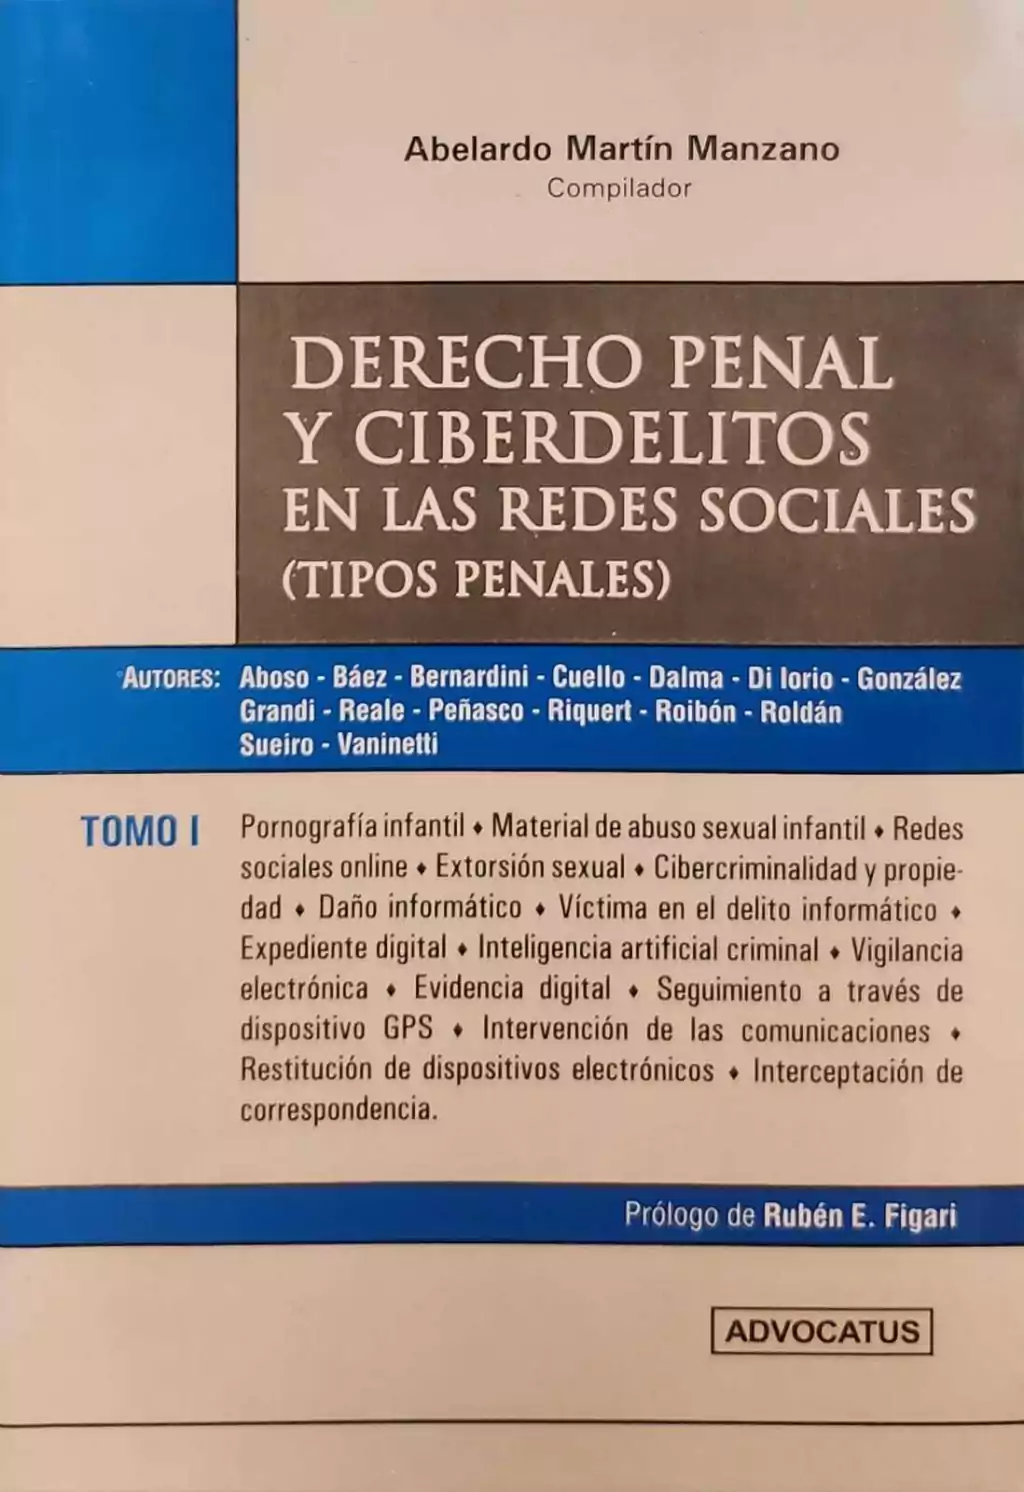 Abelardo Martín Manzano
Compilador
DERECHO PENAL
Y CIBERDELITOS
EN LAS REDES SOCIALES
(TIPOS PENALES)
AUTORES: Aboso - Báez - Bernardini - Cuello - Dalma - Di Iorio - González
Grandi - Reale - Peñasco - Riquert - Roibón - Roldán
Sueiro - Vaninetti
TOMO I
Pornografía infantil ♦ Material de abuso sexual infantil ♦ Redes
sociales online ♦ Extorsión sexual ♦ Cibercriminalidad y propie-
dad ♦ Daño informático ♦ Víctima en el delito informático ♦
Expediente digital ♦ Inteligencia artificial criminal ♦ Vigilancia
electrónica ♦ Evidencia digital ♦ Seguimiento a través de
dispositivo GPS ♦ Intervención de las comunicaciones ♦
Restitución de dispositivos electrónicos ♦ Interceptación de
correspondencia.
Prólogo de Rubén E. Figari
ADVOCATUS